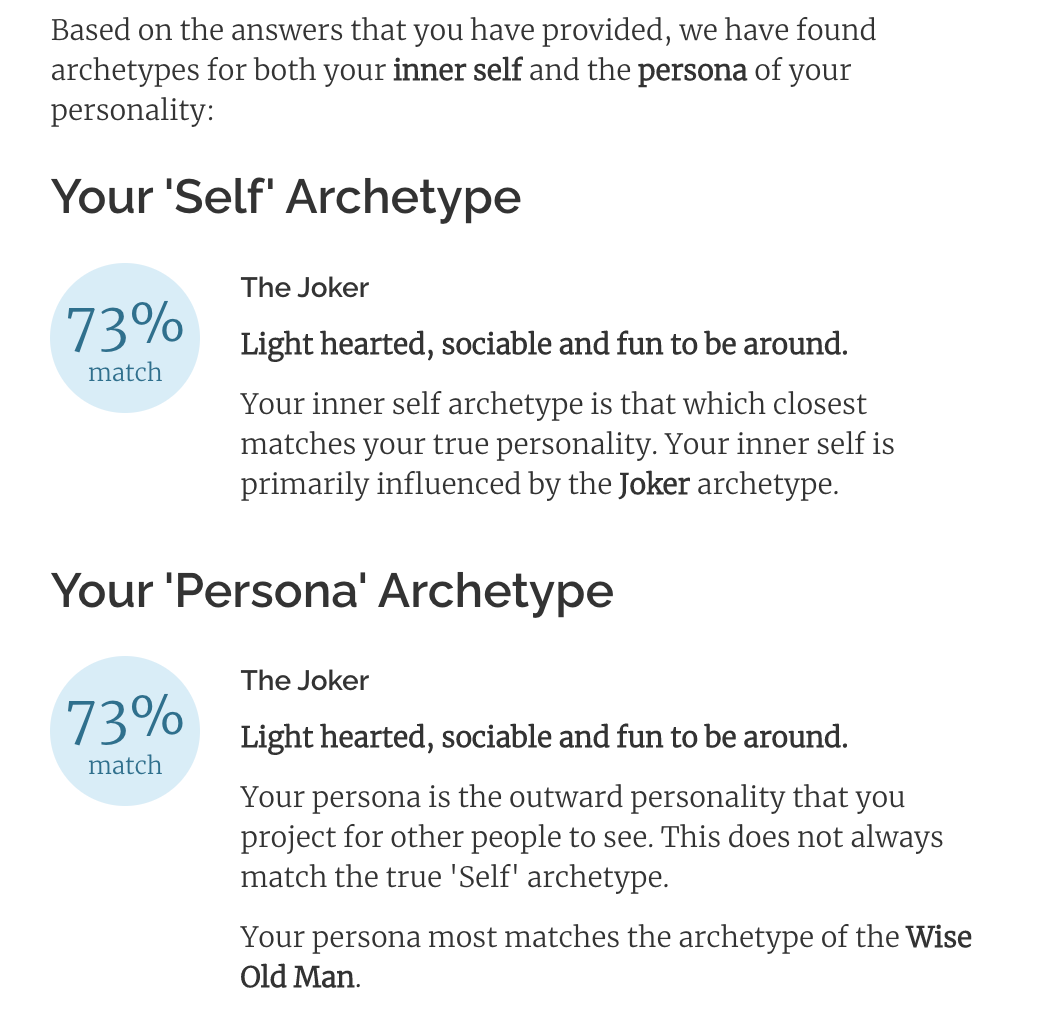 Based on the answers that you have provided, we have found
archetypes for both your inner self and the persona of your
personality:
Your 'Self' Archetype
73%
match
The Joker
Light hearted, sociable and fun to be around.
Your inner self archetype is that which closest
matches your true personality. Your inner self is
primarily influenced by the Joker archetype.
Your 'Persona' Archetype
73%
match
The Joker
Light hearted, sociable and fun to be around.
Your persona is the outward personality that you
project for other people to see. This does not always
match the true 'Self' archetype.
Your persona most matches the archetype of the Wise
Old Man.